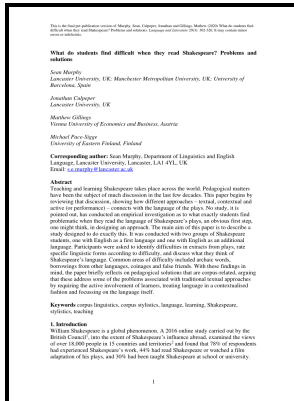 This is the final pre-publication version of: Murphy, Sean, Culpeper, Jonathan and Gillings, Mathew. (2020) What do students find
difficult when they read Shakespeare? Problems and solutions. Language and Literature 29(3): 302-326. It may contain minor
errors or infelicities.
What do students find difficult when they read Shakespeare? Problems and
solutions
Sean Murphy
Lancaster University, UK; Manchester Metropolitan University, UK; University of
Barcelona, Spain
Jonathan Culpeper
Lancaster University, UK
Matthew Gillings
Vienna University of Economics and Business, Austria
Michael Pace-Sigge
University of Eastern Finland, Finland
Corresponding author: Sean Murphy, Department of Linguistics and English
Language, Lancaster University, Lancaster, LA1 4YL, UK
Email: s.e.murphy@lancaster.ac.uk
Abstract
Teaching and learning Shakespeare takes place across the world. Pedagogical matters
have been the subject of much discussion in the last few decades. This paper begins by
reviewing that discussion, showing how different approaches – textual, contextual and
active (or performative) – connects with the language of the plays. No study, it is
pointed out, has conducted an empirical investigation as to what exactly students find
problematic when they read the language of Shakespeare's plays, an obvious first step,
one might think, in designing an approach. The main aim of this paper is to describe a
study designed to do exactly this. It was conducted with two groups of Shakespeare
students, one with English as a first language and one with English as an additional
language. Participants were asked to identify difficulties in extracts from plays, rate
specific linguistic forms according to difficulty, and discuss what they think of
Shakespeare's language. Common areas of difficulty included archaic words,
borrowings from other languages, coinages and false friends. With these findings in
mind, the paper briefly reflects on pedagogical solutions that are corpus-related, arguing
that these address some of the problems associated with traditional textual approaches
by requiring the active involvement of learners, treating language in a contextualised
fashion and focussing on the language itself.
Keywords corpus linguistics, corpus stylistics, language, learning, Shakespeare,
stylistics, teaching
1. Introduction
William Shakespeare is a global phenomenon. A 2016 online study carried out by the
British Council¹, into the extent of Shakespeare's influence abroad, examined the views
of over 18,000 people in 15 countries and territories² and found that 78% of respondents
had experienced Shakespeare's work, 44% had read Shakespeare or watched a film
adaptation of his plays, and 30% had been taught Shakespeare at school or university.
1